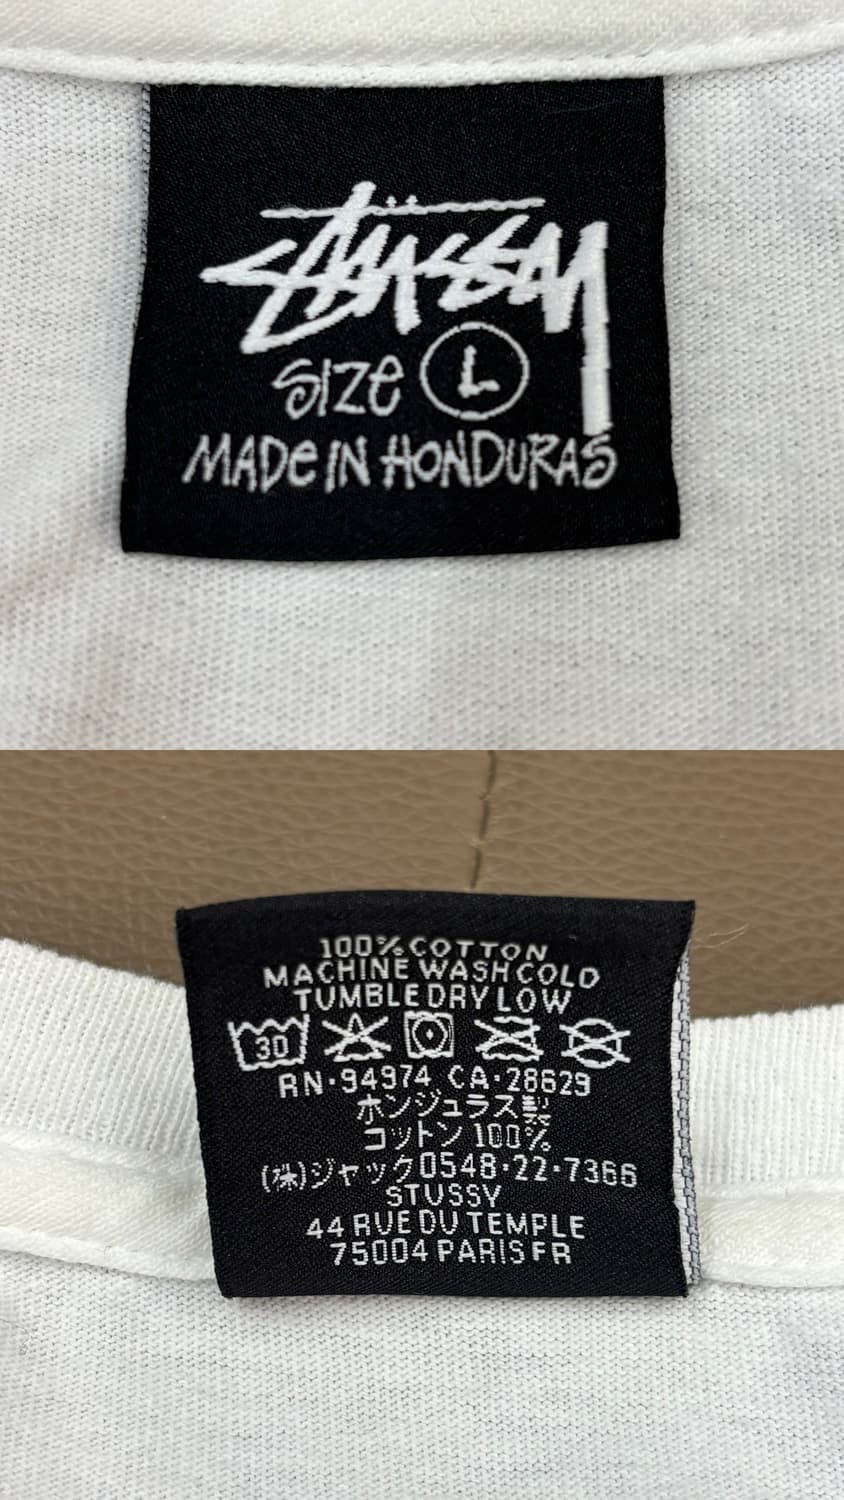 STÜSSY
SIZE L
MADE IN HONDURAS
100% COTTON
MACHINE WASH COLD
TUMBLE DRY LOW
30
RN·94974 CA·28629
ホンジュラス製
コットン 100%
(株)ジャック0548·22·7366
STUSSY
44 RUE DU TEMPLE
75004 PARIS FR